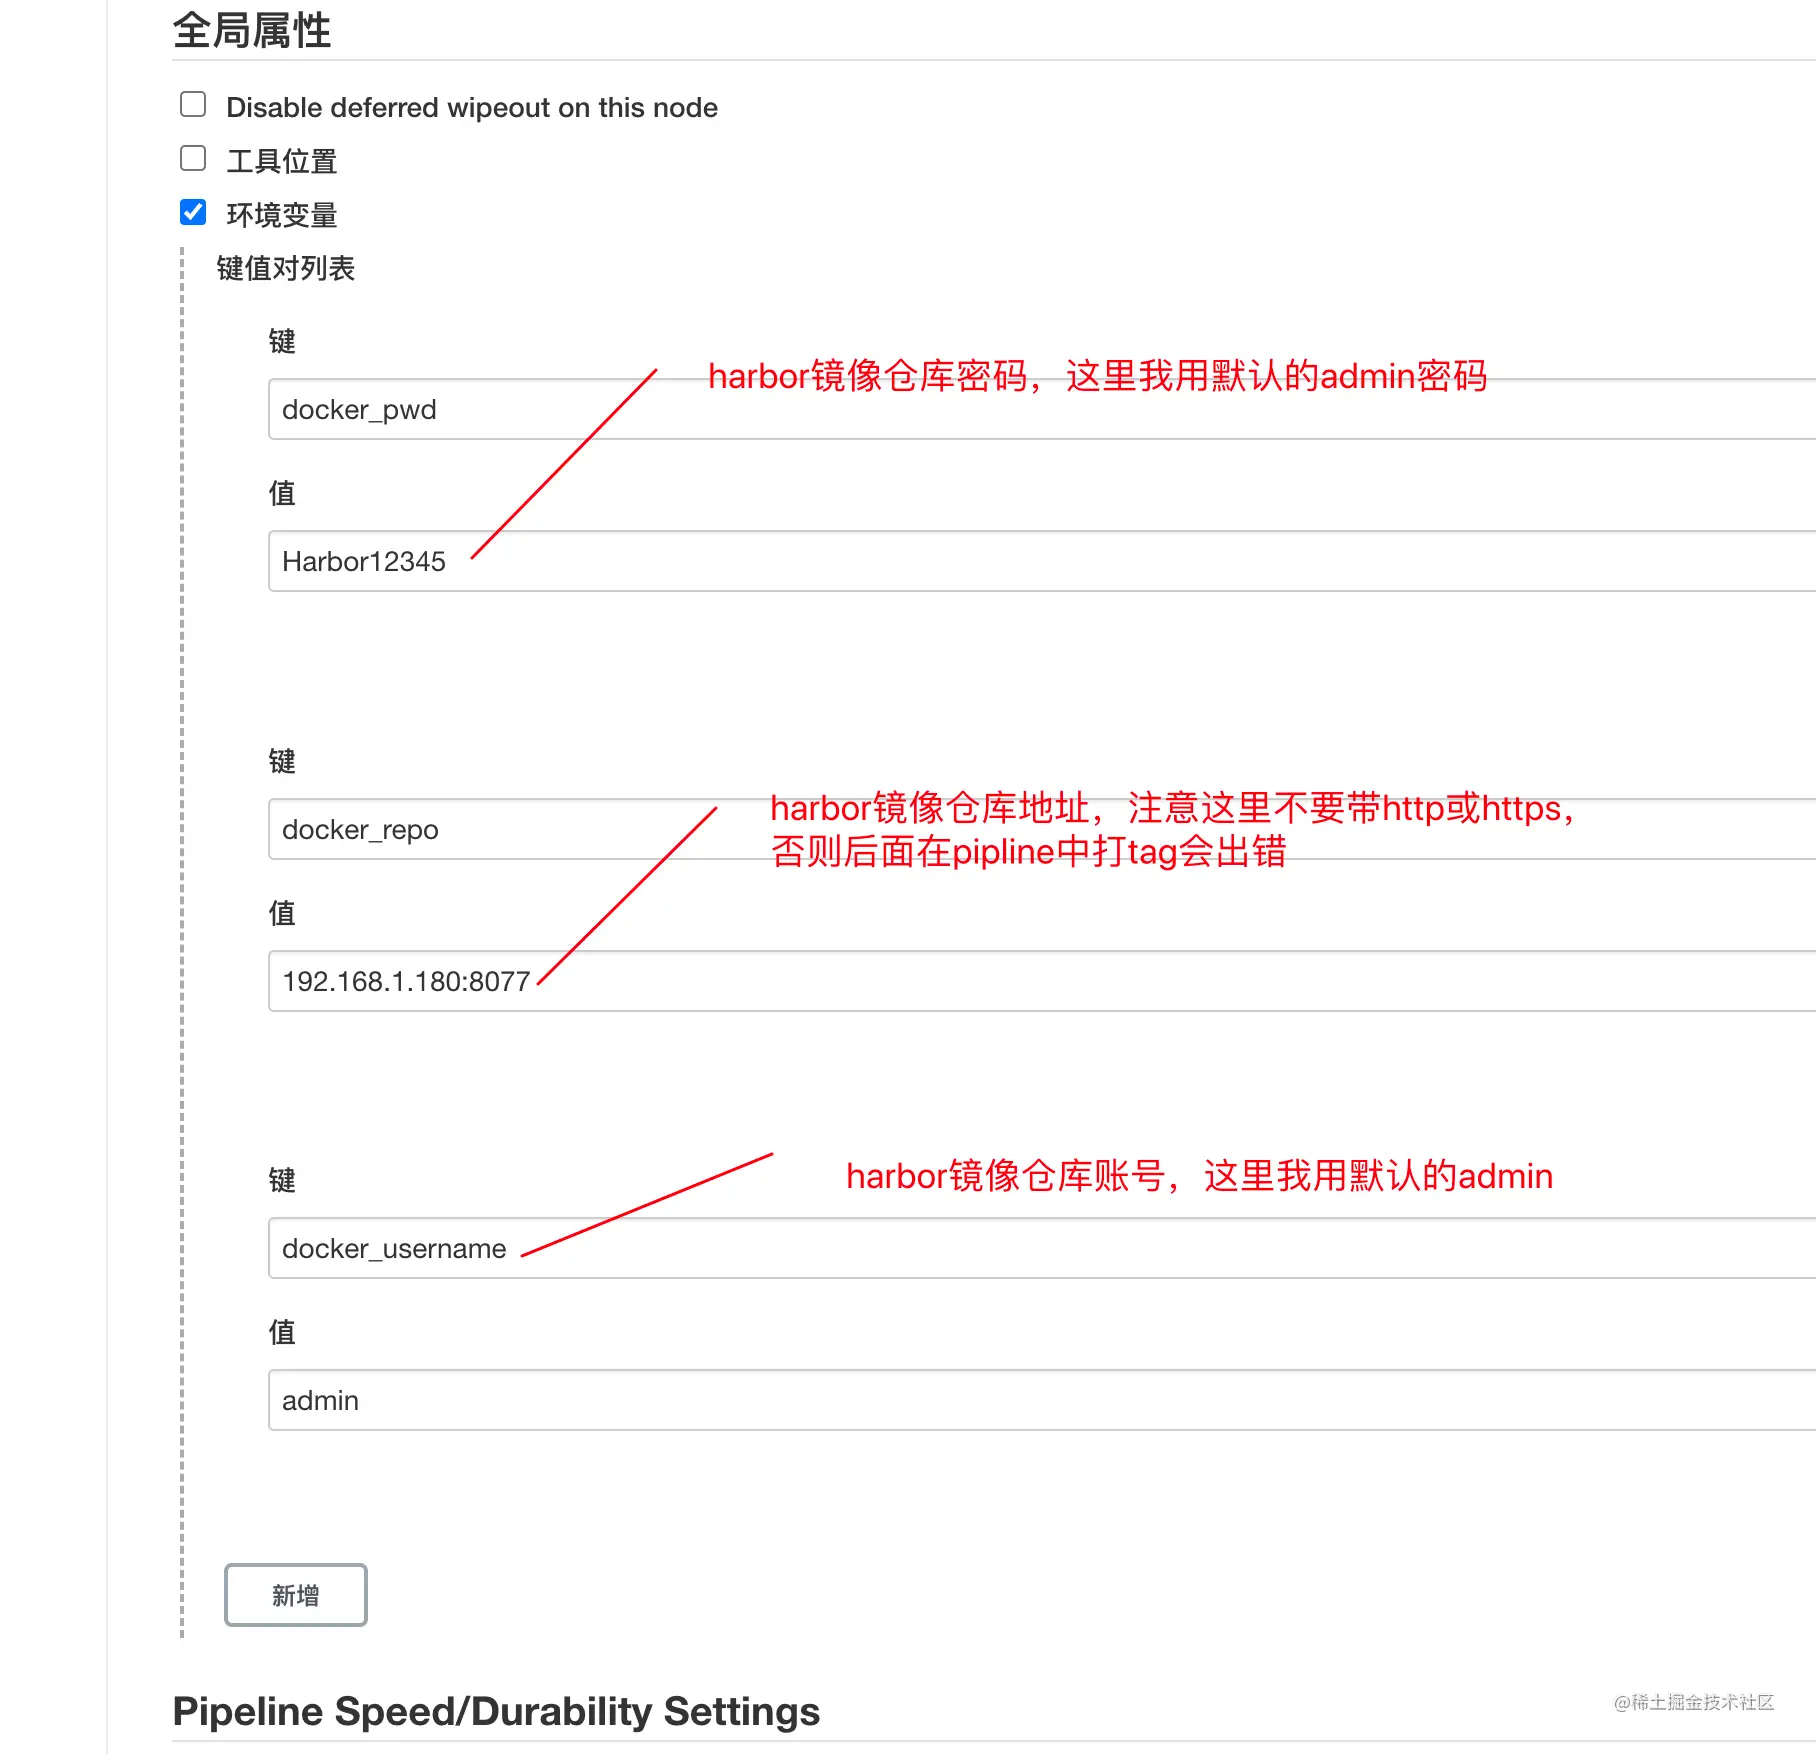 全局属性
Disable deferred wipeout on this node
工具位置
环境变量
键值对列表
键
harbor镜像仓库密码，这里我用默认的admin密码
docker_pwd
值
Harbor12345
键
harbor镜像仓库地址，注意这里不要带http或https，
否则后面在pipline中打tag会出错
docker_repo
值
192.168.1.180:8077
键
harbor镜像仓库账号，这里我用默认的admin
docker_username
值
admin
新增
Pipeline Speed/Durability Settings
@稀土掘金技术社区